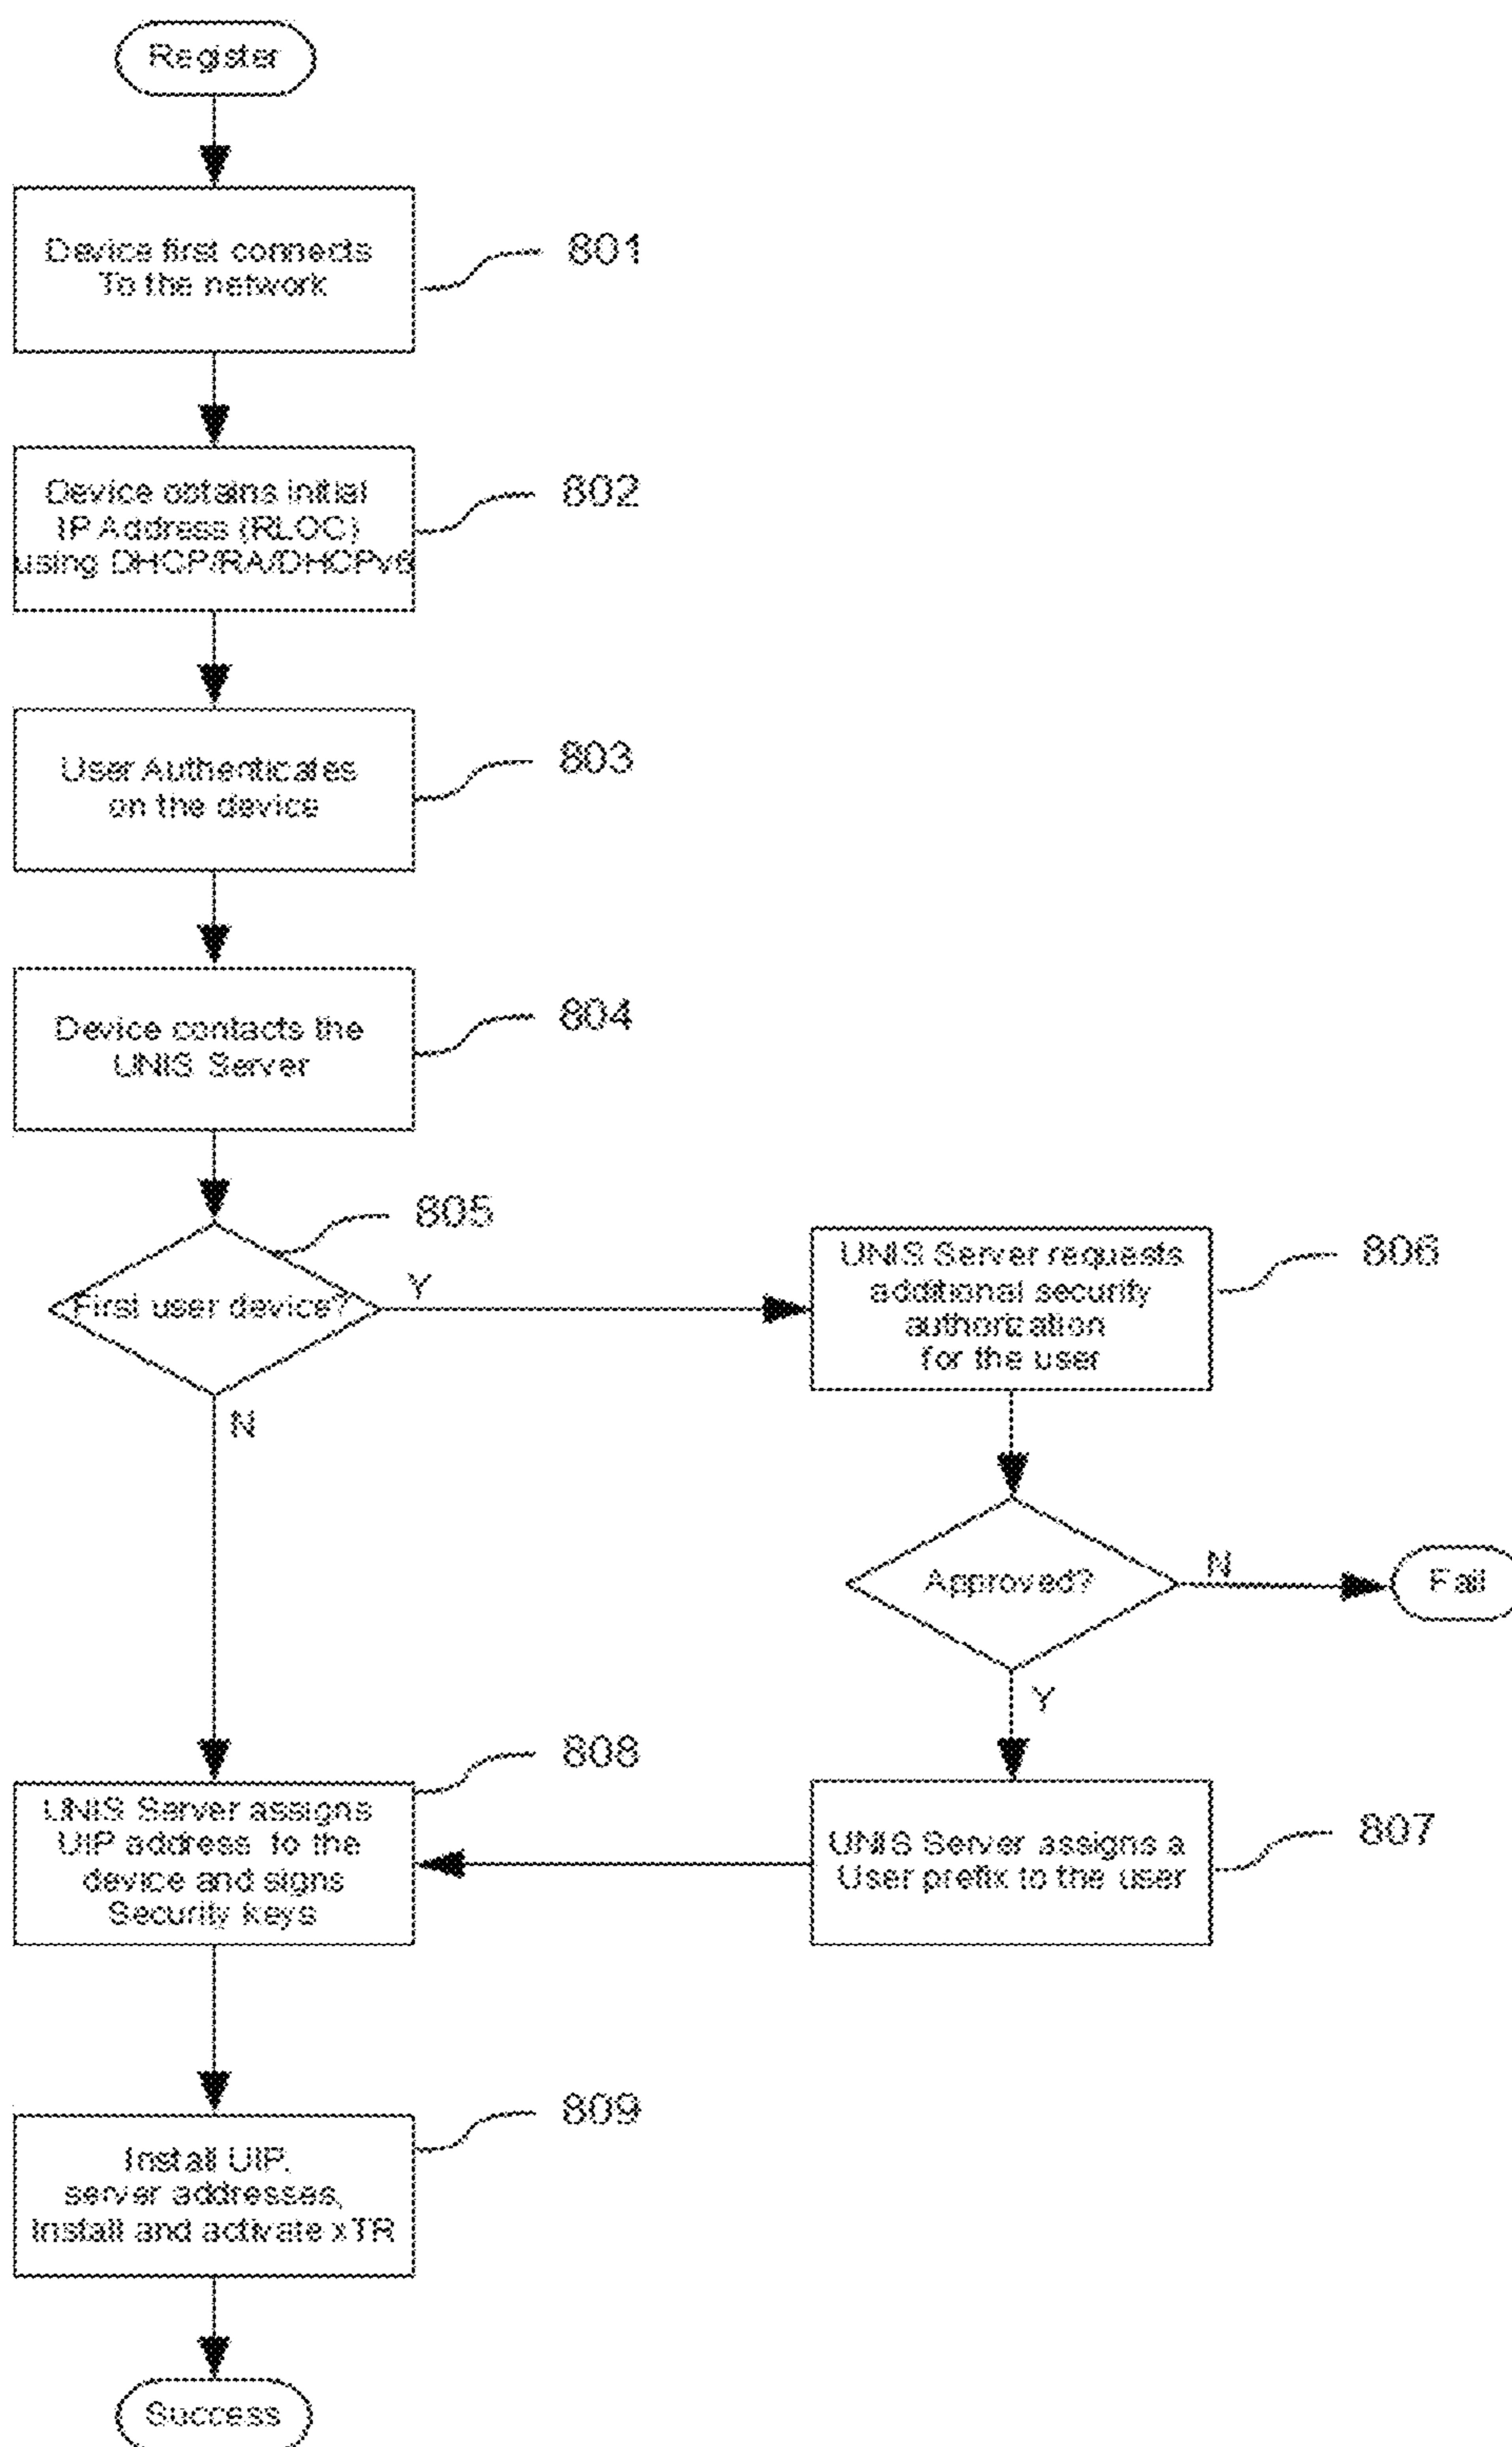 Register
Device first connects
To the network
801
Device obtains initial
IP Address (RLOC)
using DHCP/RA/DHCPv6
802
User Authenticates
on the device
803
Device contacts the
UNIS Server
804
805
First user device?
Y
N
UNIS Server requests
additional security
authorization
for the user
806
Approved?
N
Fail
Y
808
UNIS Server assigns
UIP address to the
device and signs
Security keys
UNIS Server assigns a
User prefix to the user
807
809
Install UIP,
server addresses,
Install and activate xTR
Success